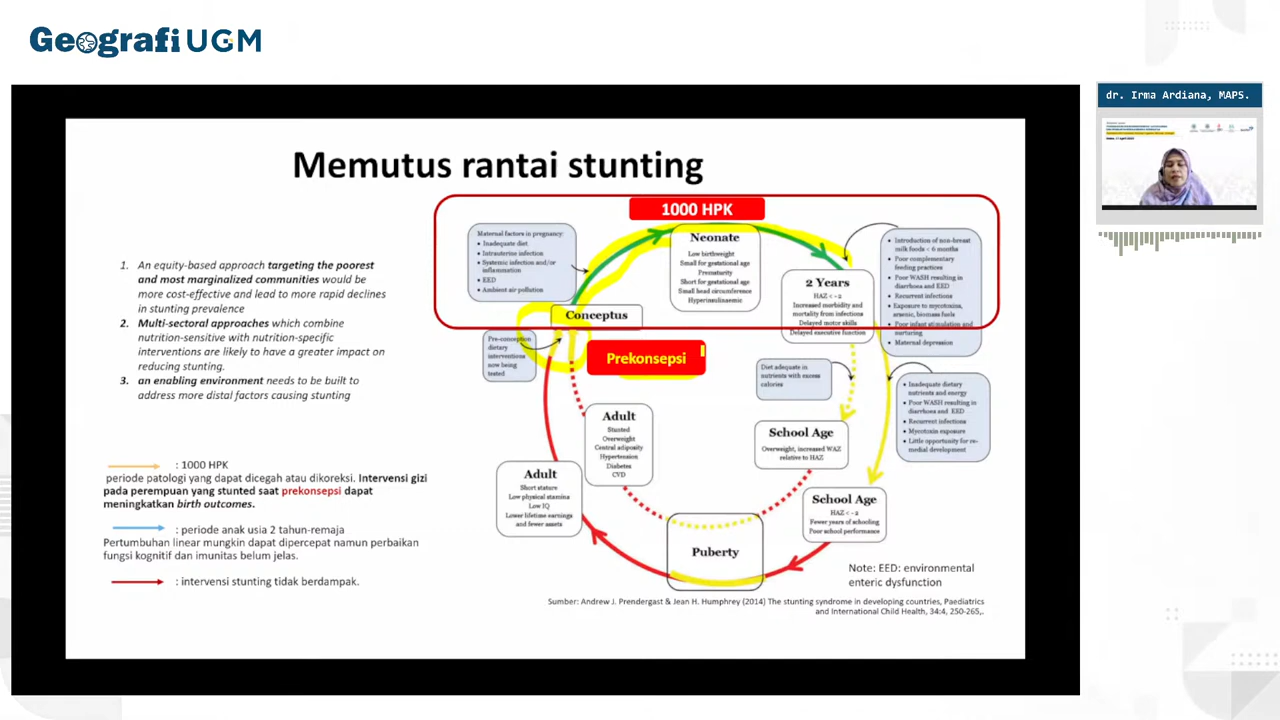 Geografi UGM
dr. Irma Ardiana, MAPS.
Memutus rantai stunting
1. An equity-based approach targeting the poorest
and most marginalized communities would be
more cost-effective and lead to more rapid declines
in stunting prevalence
2. Multi-sectoral approaches which combine
nutrition-sensitive with nutrition-specific
interventions are likely to have a greater impact on
reducing stunting.
3. an enabling environment needs to be built to
address more distal factors causing stunting
: 1000 HPK
periode patologi yang dapat dicegah atau dikoreksi. Intervensi gizi
pada perempuan yang stunted saat prekonsepsi dapat
meningkatkan birth outcomes.
: periode anak usia 2 tahun-remaja
Pertumbuhan linear mungkin dapat dipercepat namun perbaikan
fungsi kognitif dan imunitas belum jelas.
: intervensi stunting tidak berdampak.
1000 HPK
Maternal factors in pregnancy:
• Inadequate diet
• Intrauterine infection
• Systemic infection and/or
inflammation
• EED
• Ambient air pollution
Neonate
Low birthweight
Small for gestational age
Prematurity
Short for gestational age
Small head circumference
Hyperinsulinaemic
2 Years
HAZ < -2
Increased morbidity and
mortality from infections
Delayed motor skills
Delayed executive function
• Introduction of non-breast
milk foods < 6 months
• Poor complementary
feeding practices
• Poor WASH resulting in
diarrhoea and EED
• Recurrent infections
• Exposure to mycotoxins,
arsenic, biomass fuels
• Poor infant stimulation and
nurturing
• Maternal depression
Conceptus
Pre-conception
dietary
interventions
now being
tested
Prekonsepsi
Diet adequate in
nutrients with excess
calories
• Inadequate dietary
nutrients and energy
• Poor WASH resulting in
diarrhoea and EED
• Recurrent infections
• Mycotoxin exposure
• Little opportunity for re-
medial development
Adult
Stunted
Overweight
Central adiposity
Hypertension
Diabetes
CVD
School Age
Overweight, increased WAZ
relative to HAZ
Adult
Short stature
Low physical stamina
Low IQ
Lower lifetime earnings
and fewer assets
School Age
HAZ < -2
Fewer years of schooling
Poor school performance
Puberty
Note: EED: environmental
enteric dysfunction
Sumber: Andrew J. Prendergast & Jean H. Humphrey (2014) The stunting syndrome in developing countries, Paediatrics
and International Child Health, 34:4, 250-265,.